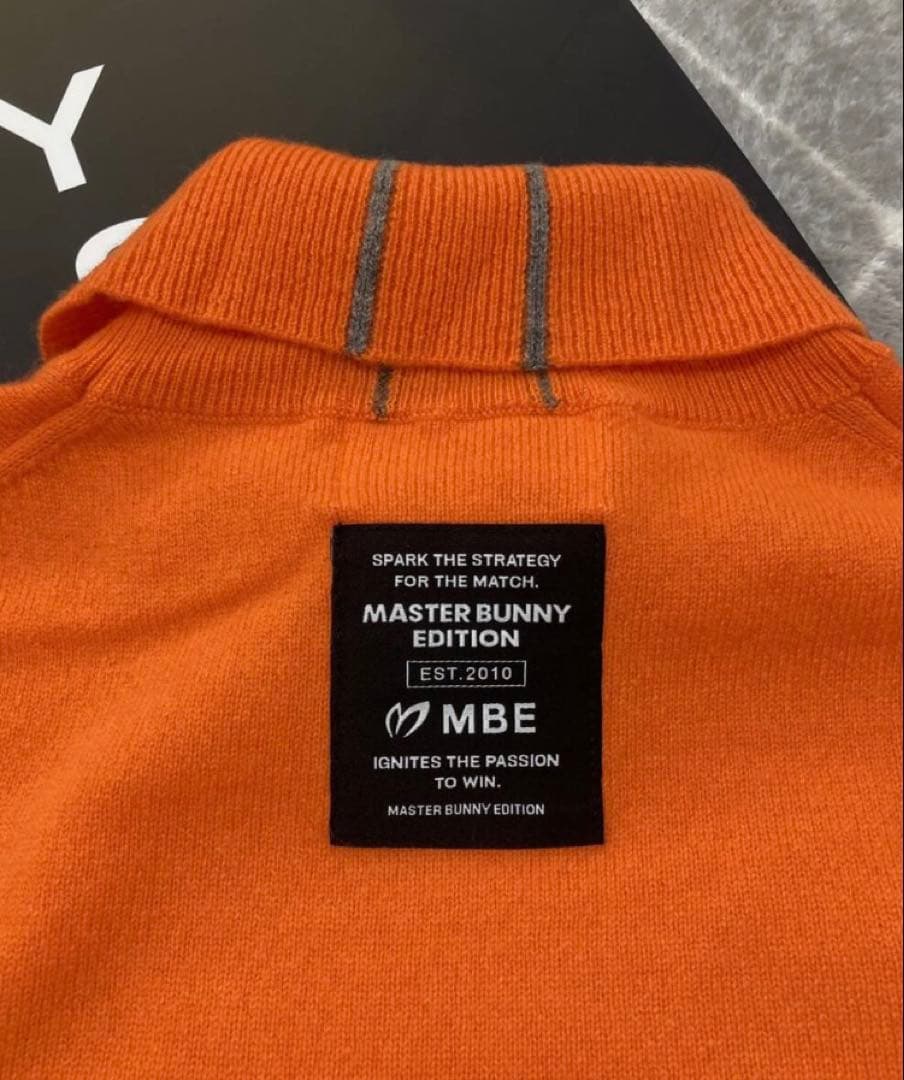 Y
SPARK THE STRATEGY
FOR THE MATCH.
MASTER BUNNY
EDITION
EST.2010
MBE
IGNITES THE PASSION
TO WIN.
MASTER BUNNY EDITION